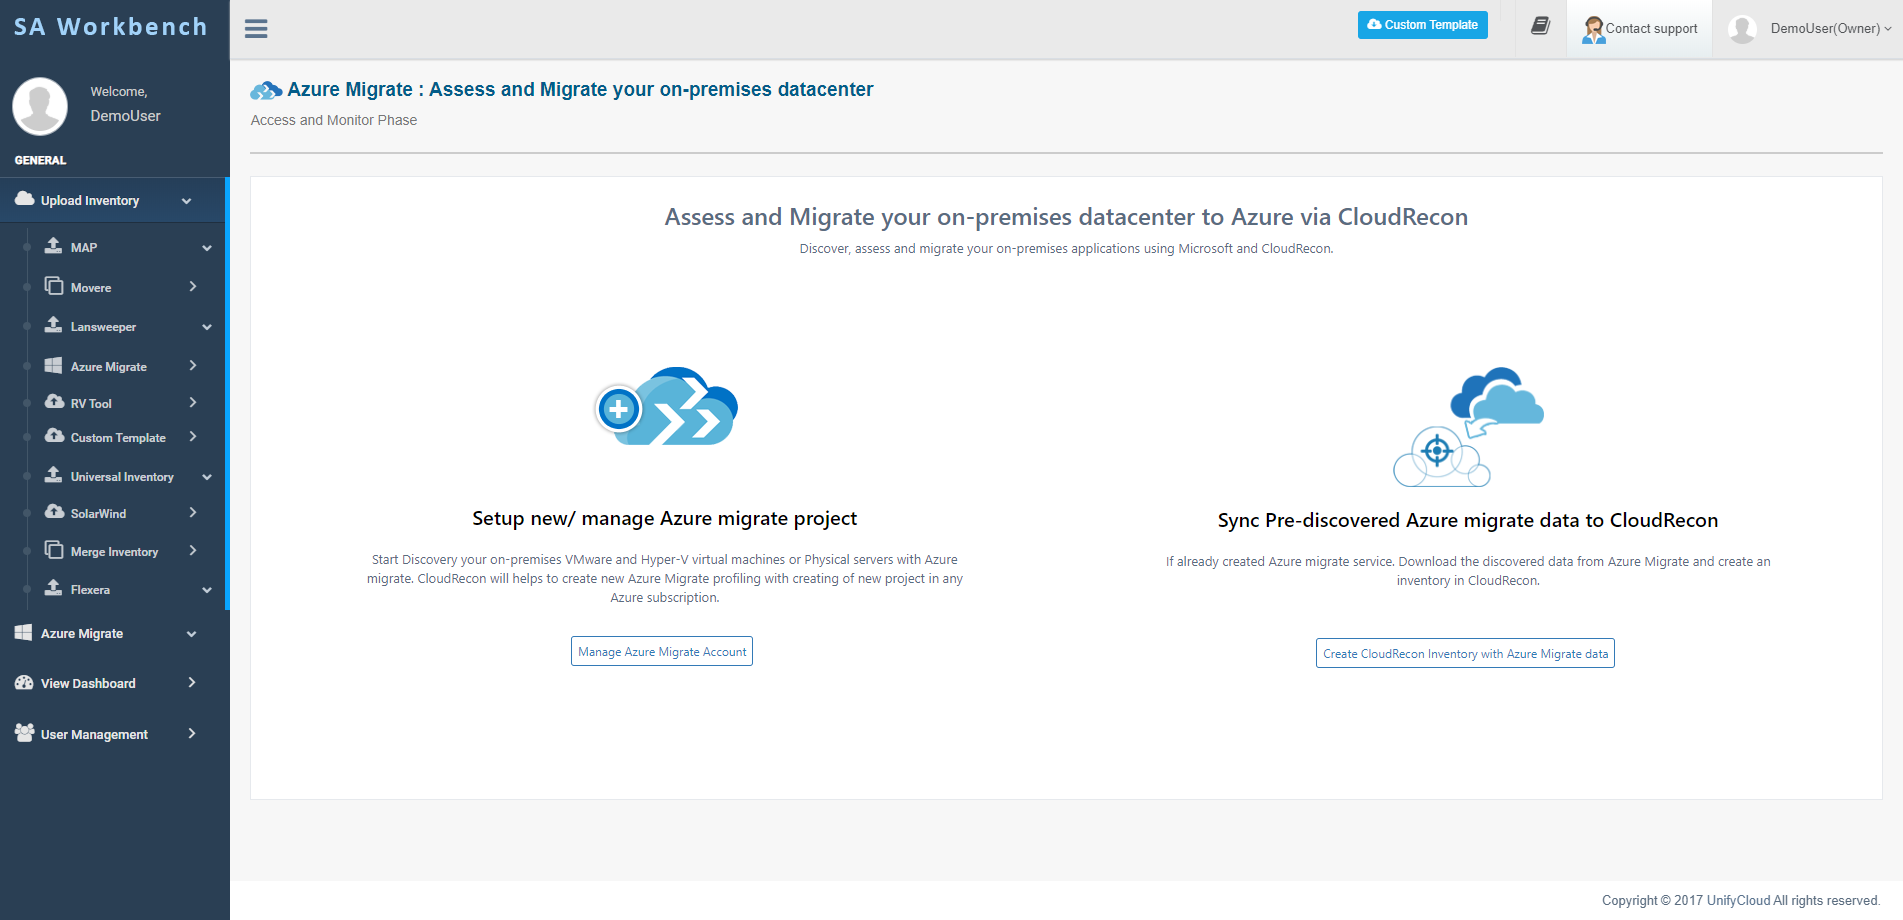 SA Workbench
Custom Template
Contact support
DemoUser(Owner)
Welcome,
DemoUser
GENERAL
Upload Inventory
MAP
Movere
Lansweeper
Azure Migrate
RV Tool
Custom Template
Universal Inventory
SolarWind
Merge Inventory
Flexera
Azure Migrate
View Dashboard
User Management
Azure Migrate : Assess and Migrate your on-premises datacenter
Access and Monitor Phase
Assess and Migrate your on-premises datacenter to Azure via CloudRecon
Discover, assess and migrate your on-premises applications using Microsoft and CloudRecon.
Setup new/ manage Azure migrate project
Start Discovery your on-premises VMware and Hyper-V virtual machines or Physical servers with Azure
migrate. CloudRecon will helps to create new Azure Migrate profiling with creating of new project in any
Azure subscription.
Manage Azure Migrate Account
Sync Pre-discovered Azure migrate data to CloudRecon
If already created Azure migrate service. Download the discovered data from Azure Migrate and create an
inventory in CloudRecon.
Create CloudRecon Inventory with Azure Migrate data
Copyright © 2017 UnifyCloud All rights reserved.